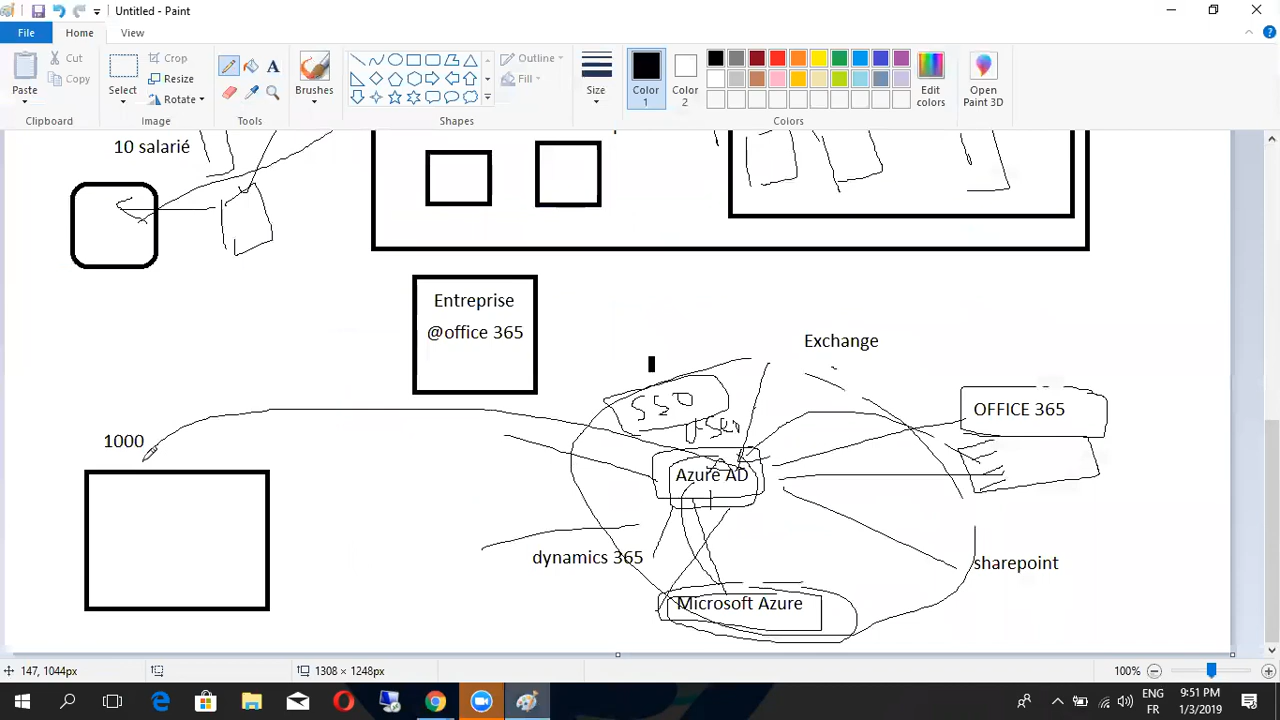 Untitled - Paint
File
Home
View
Paste
Cut
Copy
Clipboard
Select
Crop
Resize
Rotate
Image
Tools
Brushes
Shapes
Outline
Fill
Size
Color
1
Color
2
Edit
colors
Open
Paint 3D
Colors
10 salarié
Entreprise
@office 365
Exchange
SSO
OFFICE 365
1000
Azure AD
dynamics 365
sharepoint
Microsoft Azure
147, 1044px
1308 × 1248px
100%
ENG
FR
9:51 PM
1/3/2019